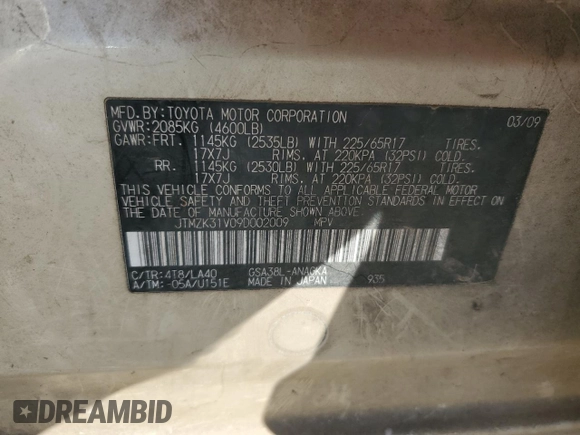 MFD.BY:TOYOTA MOTOR CORPORATION 03/09
GVWR:2085KG (4600LB)
GAWR:FRT. 1145KG (2535LB) WITH 225/65R17 TIRES.
17X7J RIMS. AT 220KPA (32PSI) COLD.
RR. 1145KG (2530LB) WITH 225/65R17 TIRES.
17X7J RIMS. AT 220KPA (32PSI) COLD.
THIS VEHICLE CONFORMS TO ALL APPLICABLE FEDERAL MOTOR
VEHICLE SAFETY AND THEFT PREVENTION STANDARDS IN EFFECT
ON THE DATE OF MANUFACTURE SHOWN ABOVE.
JTMZK31V09D002009 MPV
C/TR:4T8/LA40 GSA38L-ANAGKA
A/TM:-05A/U151E MADE IN JAPAN 935
DREAMBID